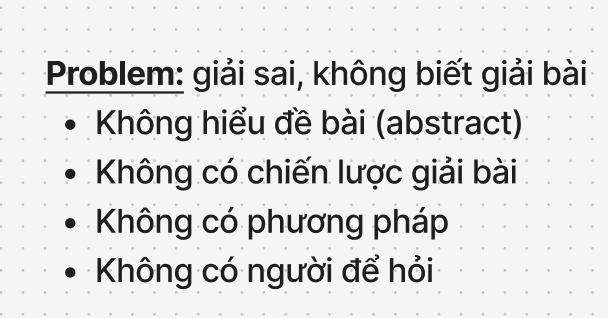 Problem: giải sai, không biết giải bài
• Không hiểu đề bài (abstract)
• Không có chiến lược giải bài
• Không có phương pháp
• Không có người để hỏi